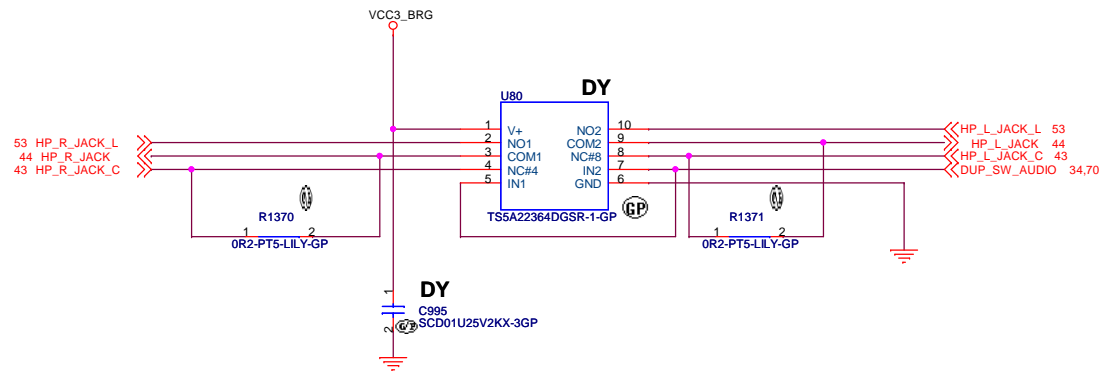 VCC3_BRG
DY
U80
1 V+ NO2 10
53 HP_R_JACK_L 2 NO1 COM2 9 HP_L_JACK_L 53
44 HP_R_JACK 3 COM1 NC#8 8 HP_L_JACK 44
43 HP_R_JACK_C 4 NC#4 IN2 7 HP_L_JACK_C 43
5 IN1 GND 6 DUP_SW_AUDIO 34,70
TS5A22364DGSR-1-GP
GP
R1370
1 2
0R2-PT5-LILY-GP
R1371
1 2
0R2-PT5-LILY-GP
1
DY
C995
SCD01U25V2KX-3GP
2
G/P